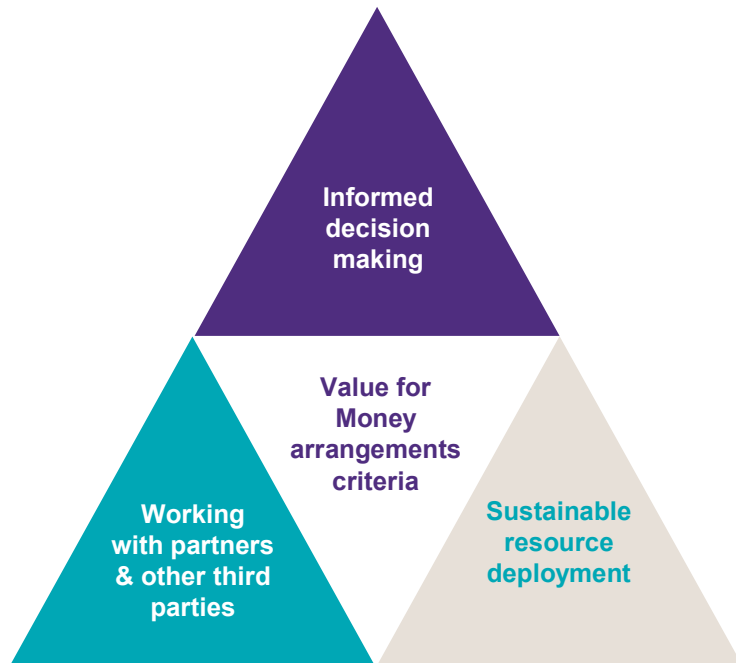 Informed
decision
making
Value for
Money
arrangements
criteria
Working
with partners
& other third
parties
Sustainable
resource
deployment